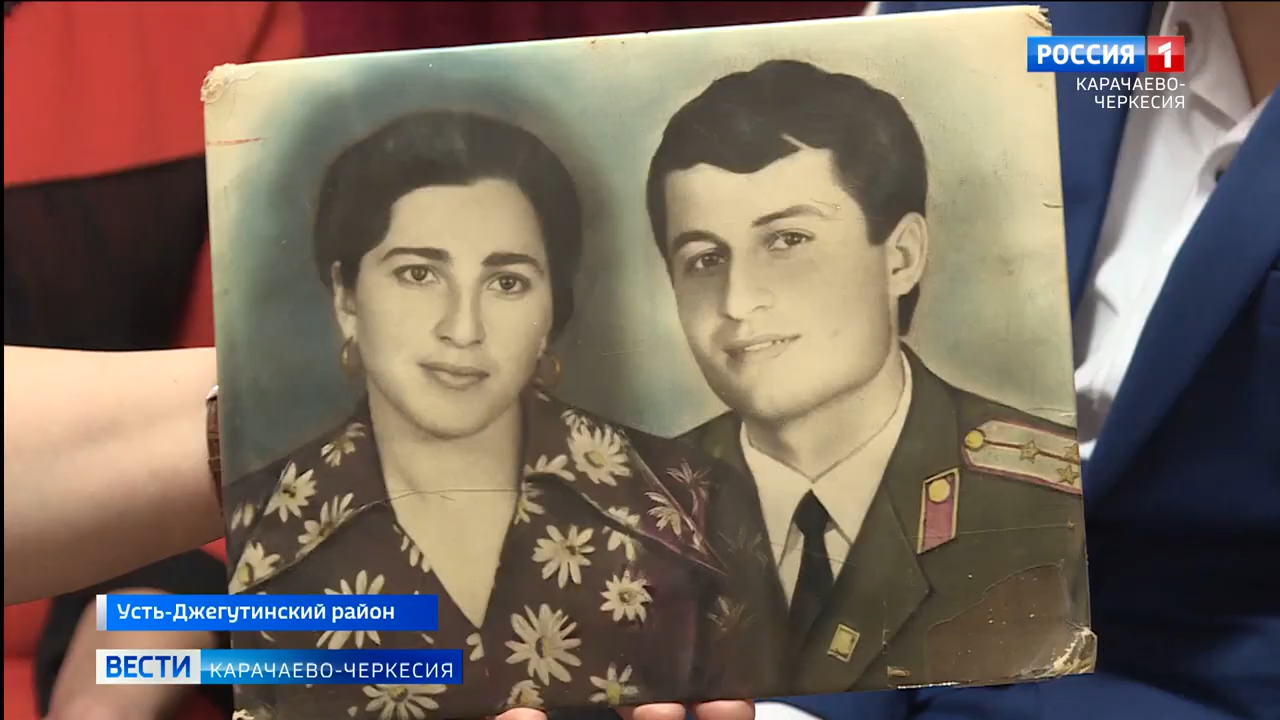 РОССИЯ 1
КАРАЧАЕВО-
ЧЕРКЕСИЯ
Усть-Джегутинский район
ВЕСТИ КАРАЧАЕВО-ЧЕРКЕСИЯ